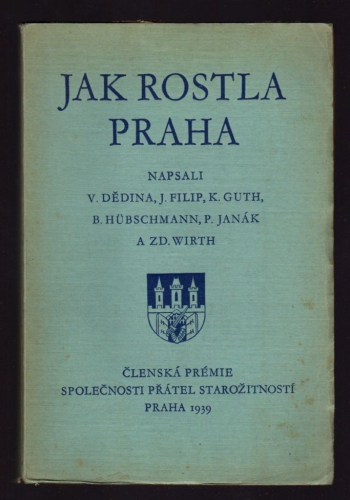 JAK ROSTLA
PRAHA
NAPSALI
V. DĚDINA, J. FILIP, K. GUTH,
B. HÜBSCHMANN, P. JANÁK
A ZD. WIRTH
ČLENSKÁ PRÉMIE
SPOLEČNOSTI PŘÁTEL STAROŽITNOSTÍ
PRAHA 1939